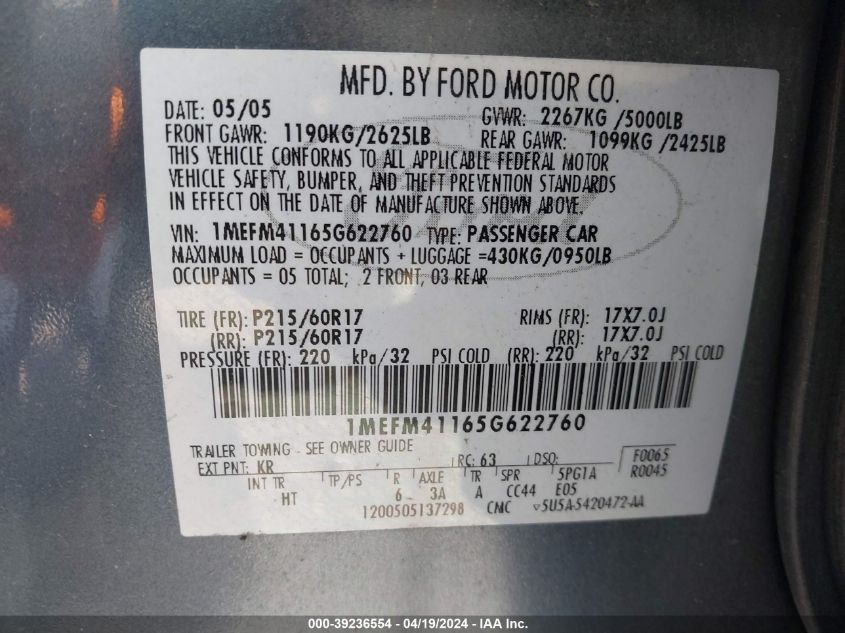 MFD. BY FORD MOTOR CO.
DATE: 05/05 GVWR: 2267KG /5000LB
FRONT GAWR: 1190KG/2625LB REAR GAWR: 1099KG /2425LB
THIS VEHICLE CONFORMS TO ALL APPLICABLE FEDERAL MOTOR
VEHICLE SAFETY, BUMPER, AND THEFT PREVENTION STANDARDS
IN EFFECT ON THE DATE OF MANUFACTURE SHOWN ABOVE.
VIN: 1MEFM41165G622760 TYPE: PASSENGER CAR
MAXIMUM LOAD = OCCUPANTS + LUGGAGE =430KG/0950LB
OCCUPANTS = 05 TOTAL; 2 FRONT, 03 REAR
TIRE (FR): P215/60R17 RIMS (FR): 17X7.0J
(RR): P215/60R17 (RR): 17X7.0J
PRESSURE (FR): 220 kPa/32 PSI COLD (RR): 220 kPa/32 PSI COLD
1MEFM41165G622760
TRAILER TOWING - SEE OWNER GUIDE
EXT PNT: KR RC: 63 DSO: F0065
R0045
INT TR TP/PS R AXLE TR SPR 5PG1A
HT 6 3A A CC44 E05
1200505137298 CMC v5U5A-5420472-AA
000-39236554 - 04/19/2024 - IAAI.com